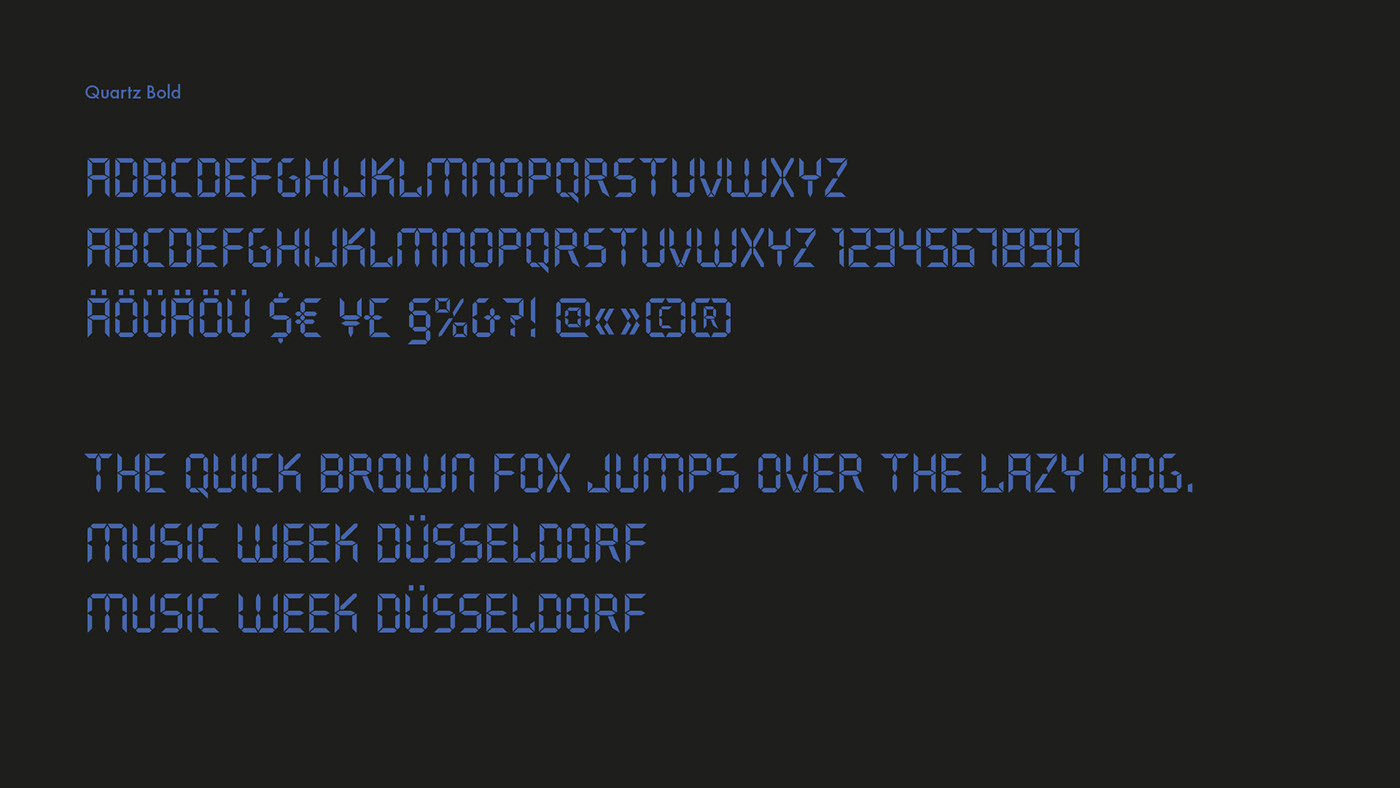 Quartz Bold
ADBCDEFGHIJKLMNOPQRSTUVWXYZ
ABCDEFGHIJKLMNOPQRSTUVWXYZ 1234567890
ÄÖÜÄÖÜ $€ ¥£ §%&?! @«»©®
THE QUICK BROWN FOX JUMPS OVER THE LAZY DOG.
MUSIC WEEK DÜSSELDORF
MUSIC WEEK DÜSSELDORF